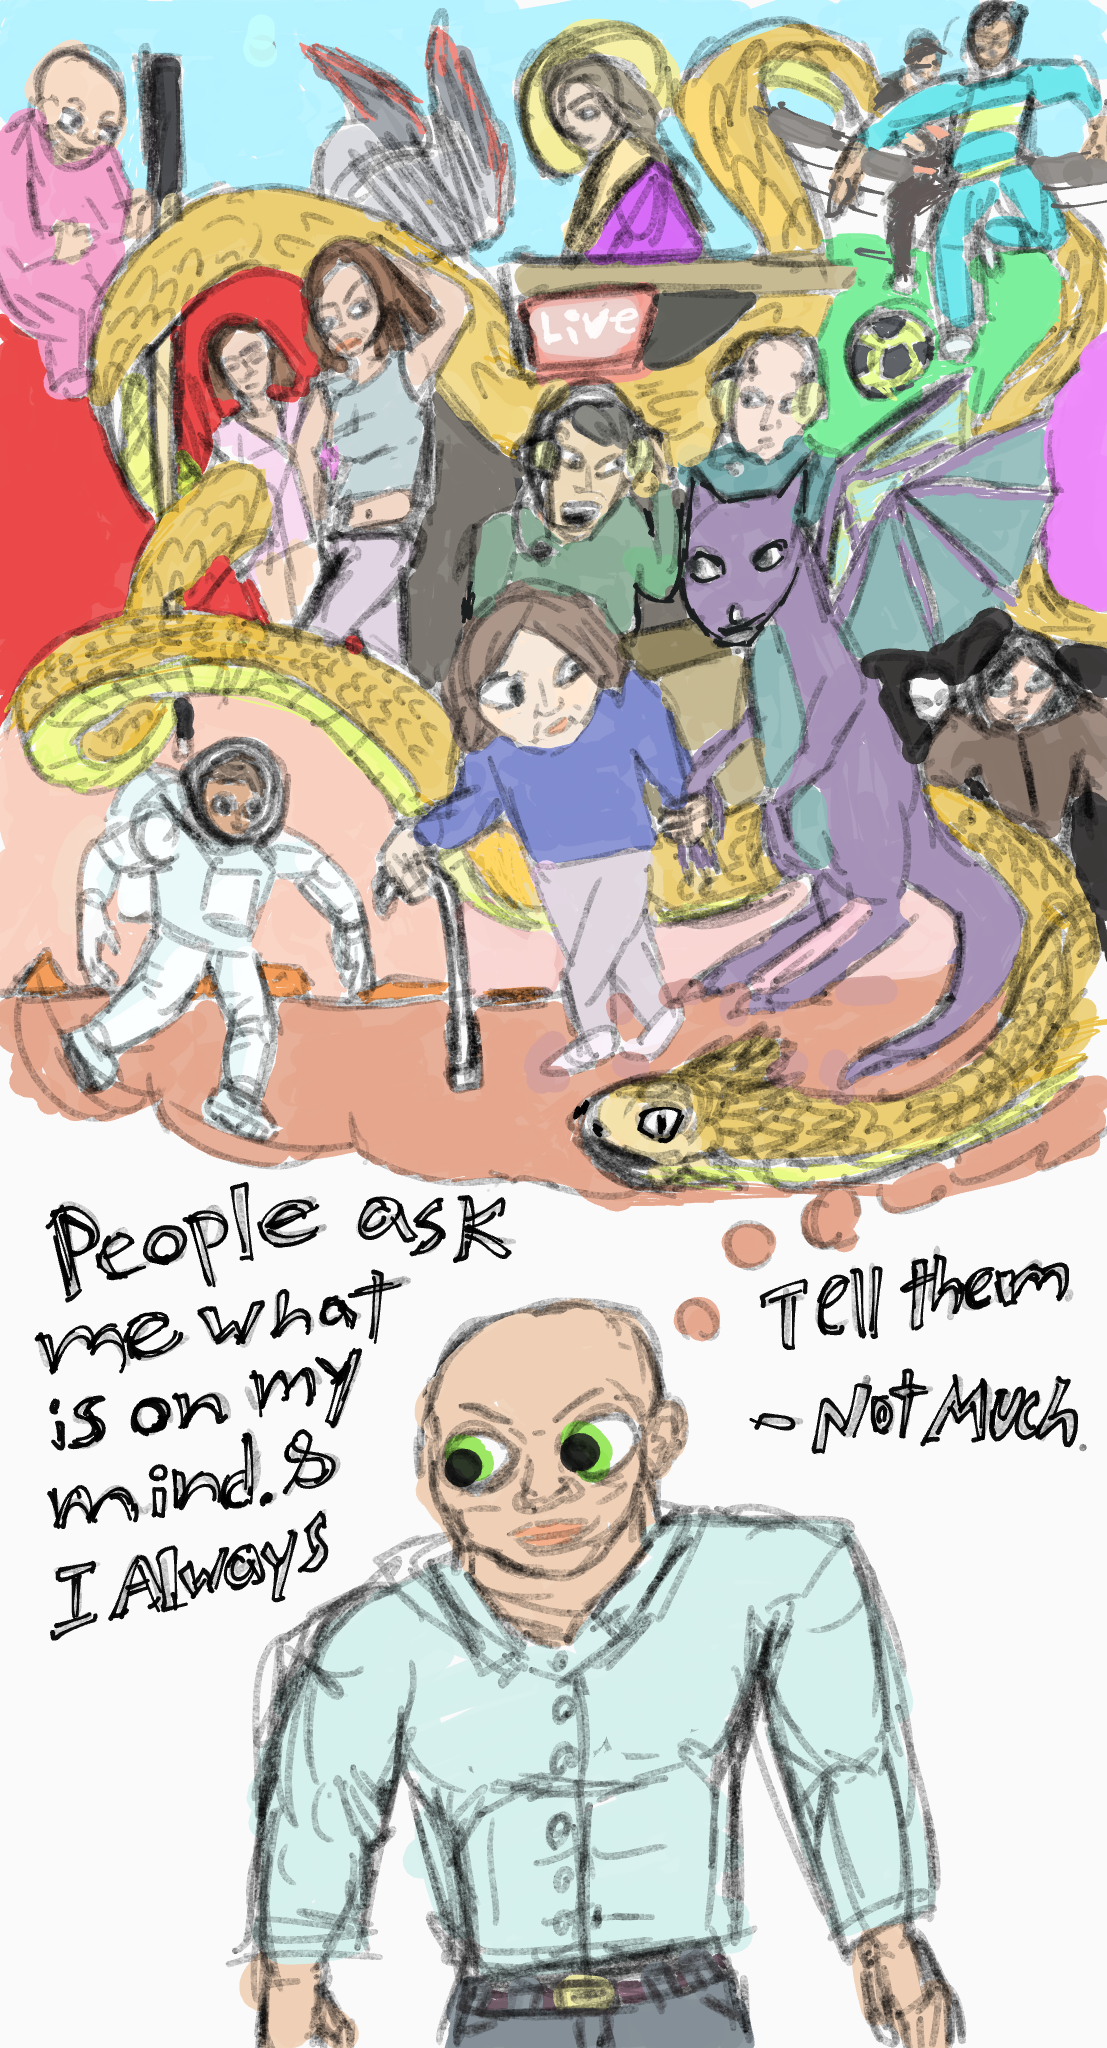 Live
People ask
me what
is on my
mind. &
I Always
Tell them
- Not Much.